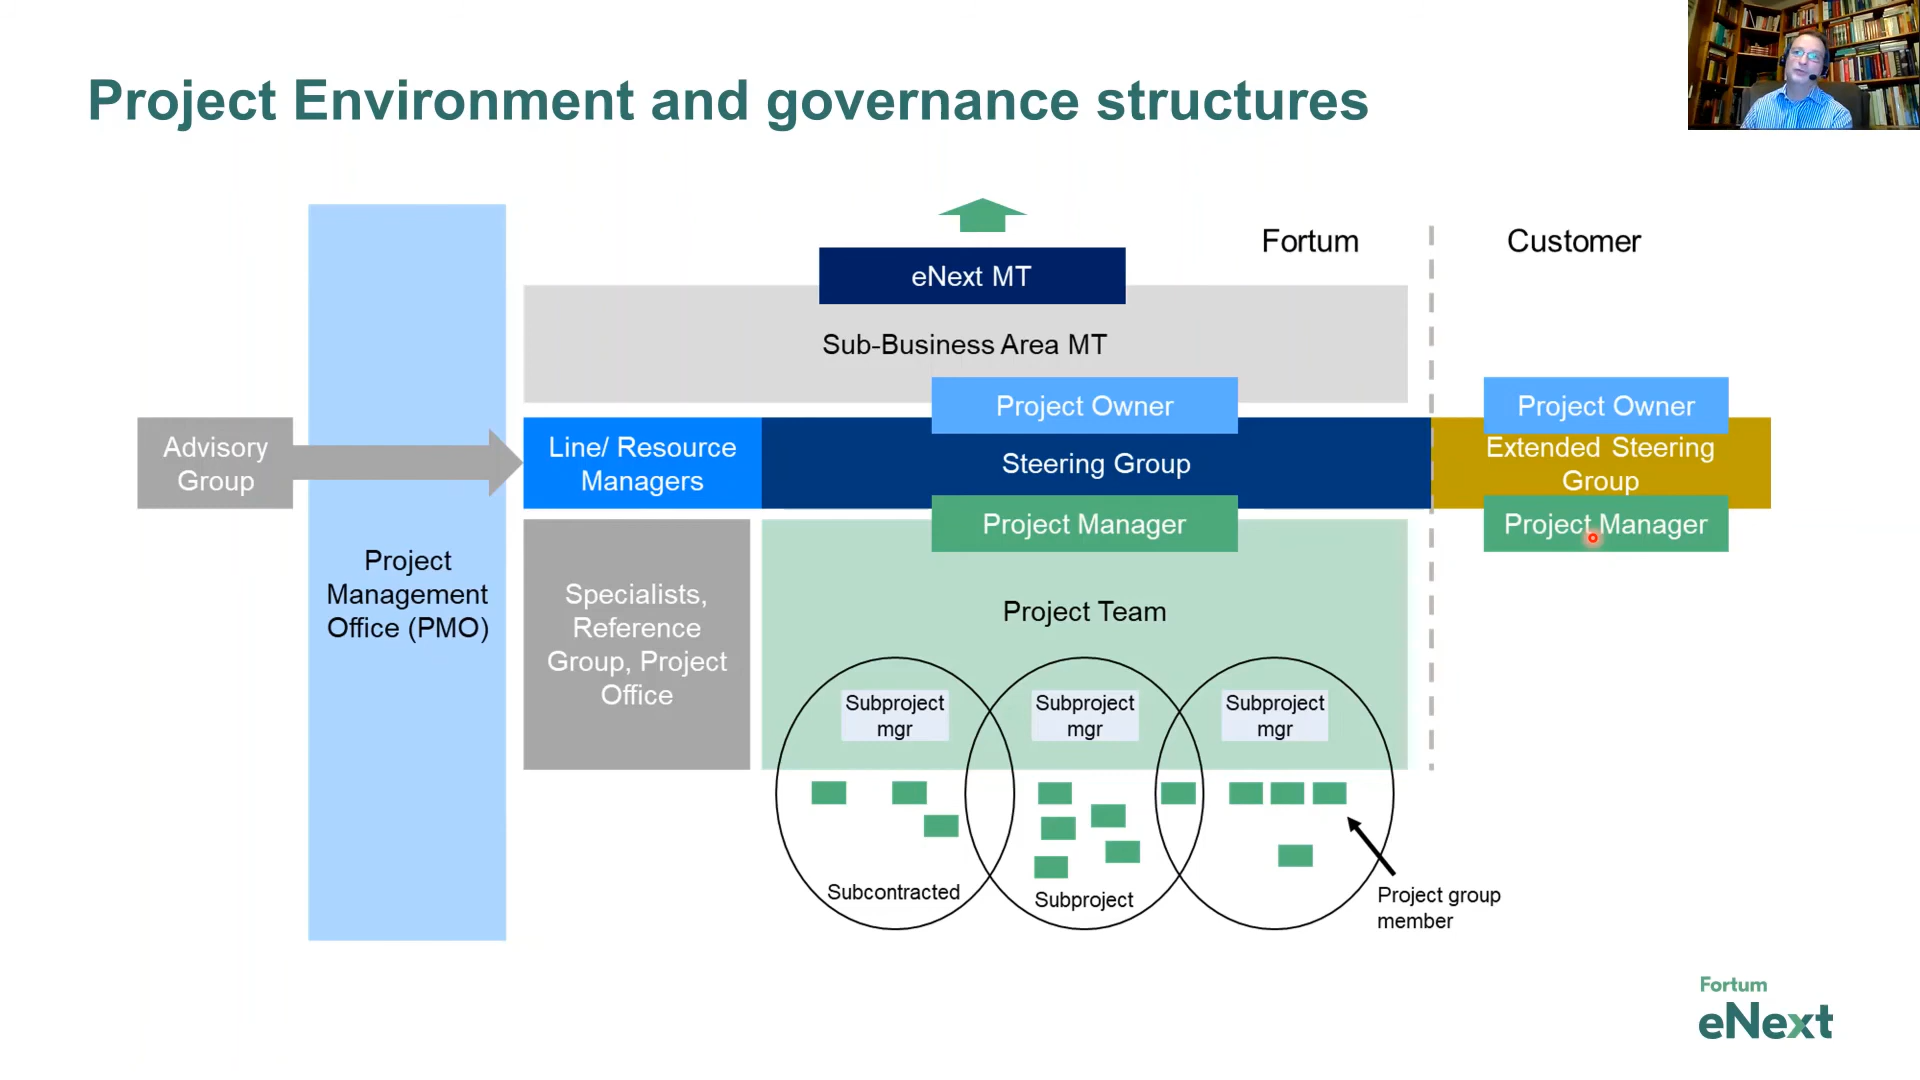 Project Environment and governance structures
Fortum
Customer
eNext MT
Sub-Business Area MT
Project Owner
Project Owner
Advisory
Group
Line/ Resource
Managers
Steering Group
Extended Steering
Group
Project Manager
Project Manager
Project
Management
Office (PMO)
Specialists,
Reference
Group, Project
Office
Project Team
Subproject
mgr
Subproject
mgr
Subproject
mgr
Subcontracted
Subproject
Project group
member
Fortum
eNext